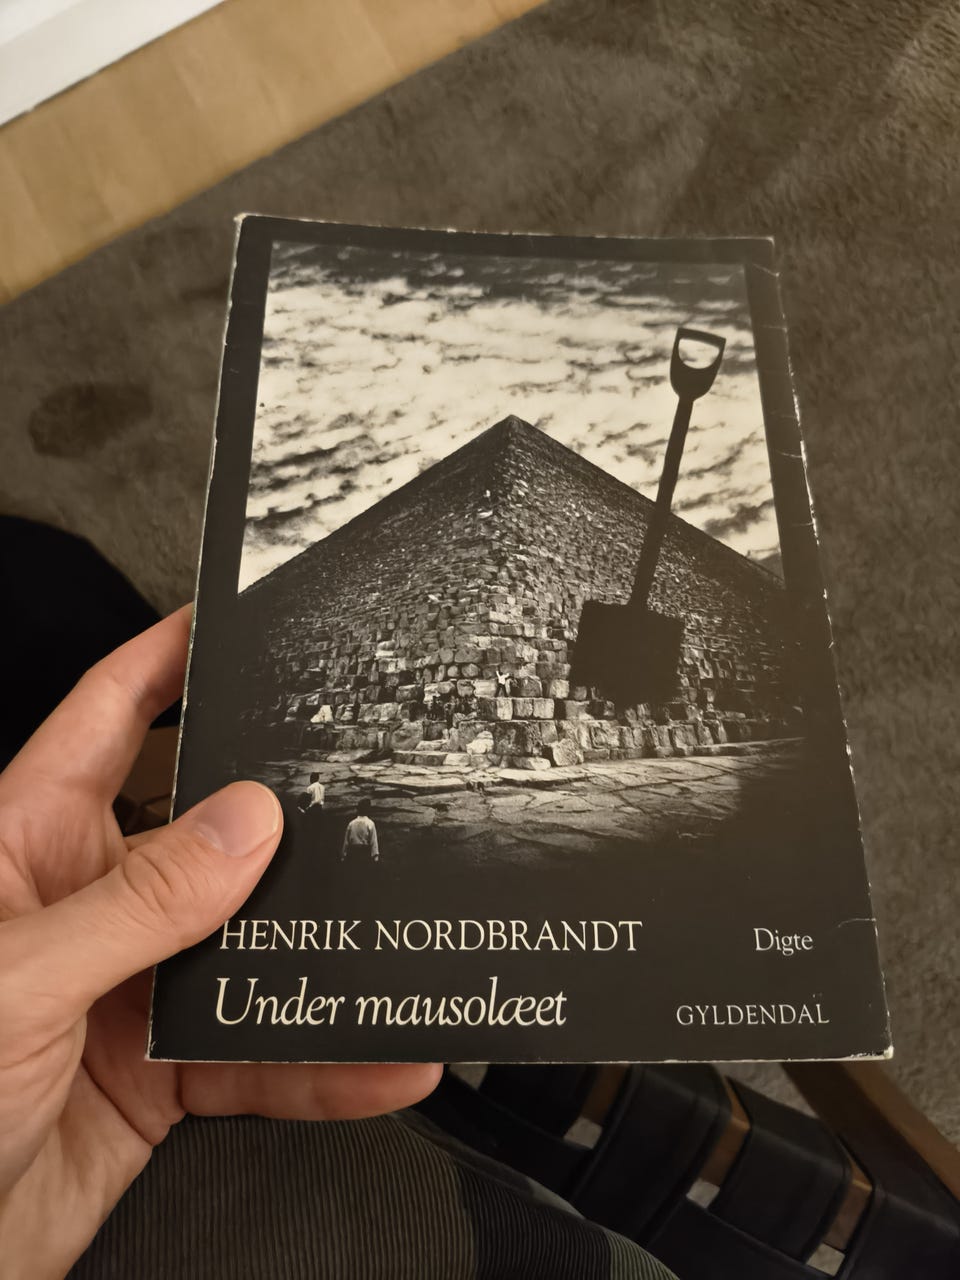 HENRIK NORDBRANDT
Digte
Under mausolæet
GYLDENDAL